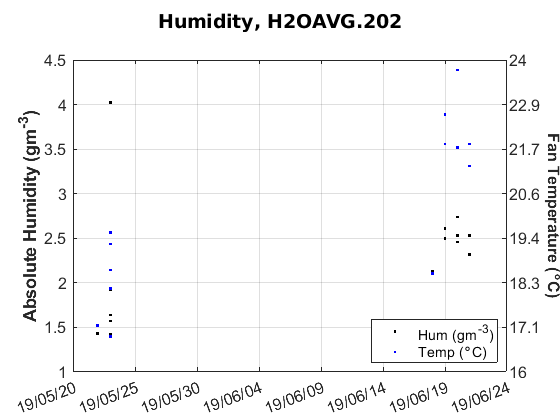 Humidity, H2OAVG.202
Absolute Humidity (gm-3)
4.5
4
3.5
3
2.5
2
1.5
1
24
22.9
21.7
20.6
19.4
18.3
17.1
16
Fan Temperature (°C)
Hum (gm-3)
Temp (°C)
19/05/20 19/05/25 19/05/30 19/06/04 19/06/09 19/06/14 19/06/19 19/06/24